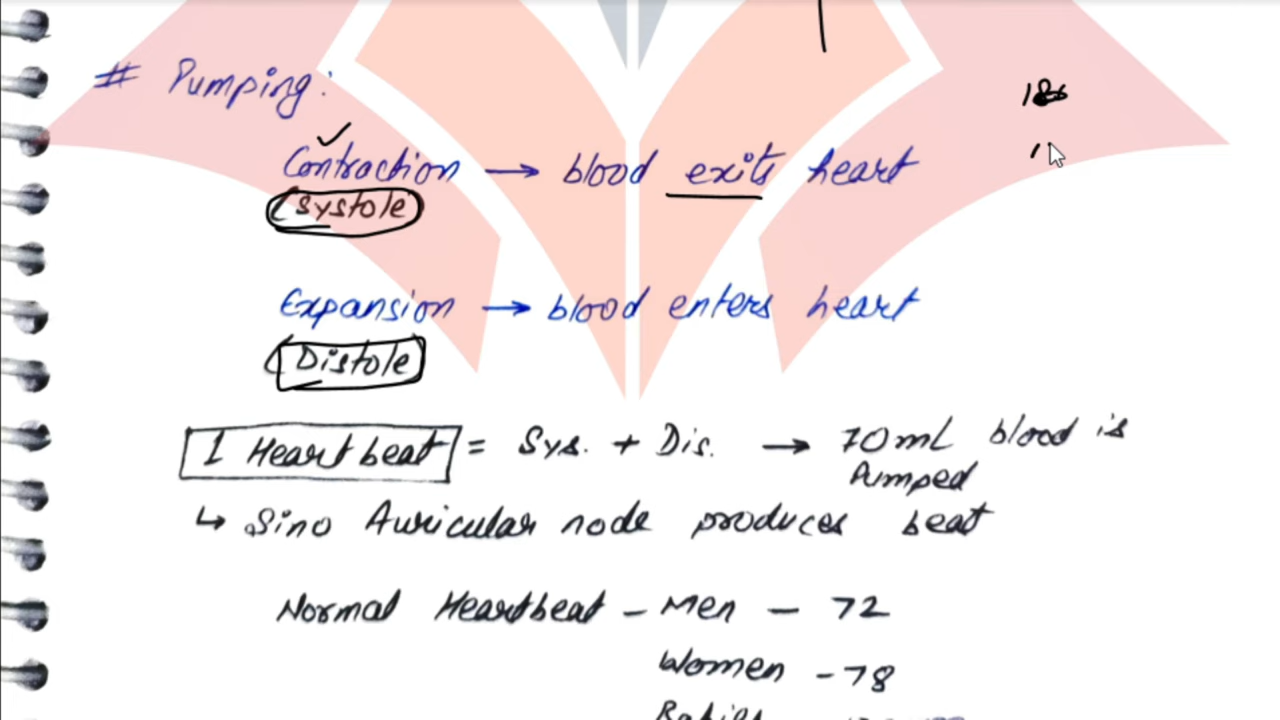 # Pumping:
Contraction → blood exits heart
(Systole)
Expansion → blood enters heart
(Distole
1 Heartbeat = Sys. + Dis. → 70mL blood is
Pumped
↳ Sino Auricular node produces beat
Normal Heartbeat – Men – 72
Women – 78